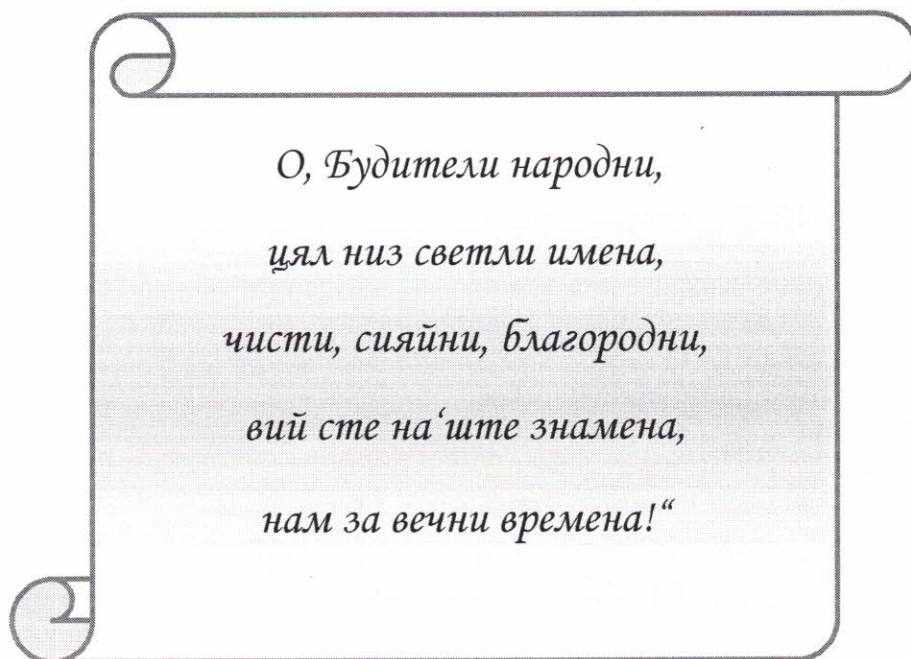 О, Будители народни,
цял низ светли имена,
чисти, сияйни, благородни,
вий сте на‘ште знамена,
нам за вечни времена!“